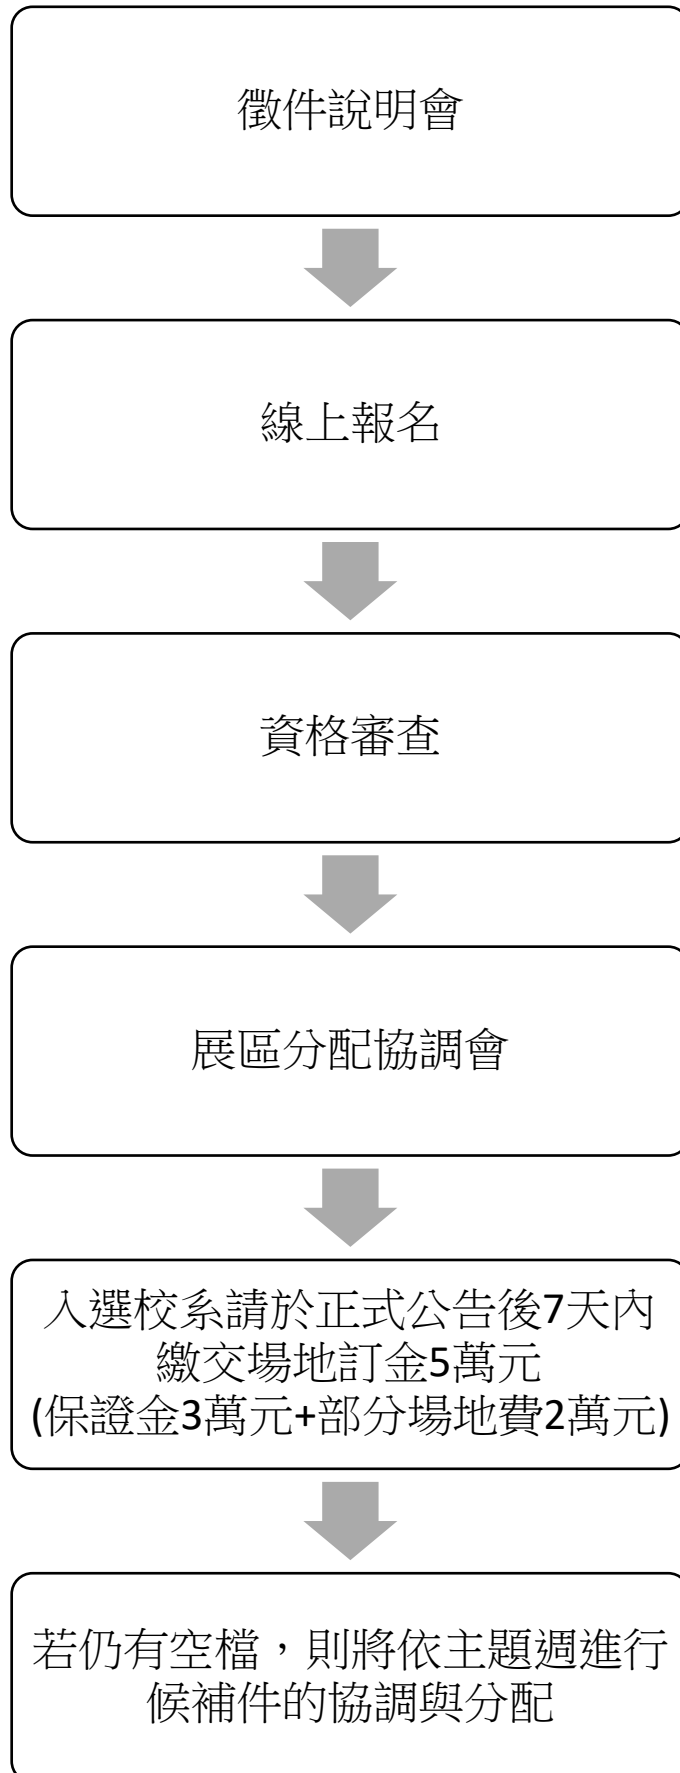 徵件說明會
線上報名
資格審查
展區分配協調會
入選校系請於正式公告後7天內
繳交場地訂金5萬元
(保證金3萬元+部分場地費2萬元)
若仍有空檔，則將依主題週進行
候補件的協調與分配